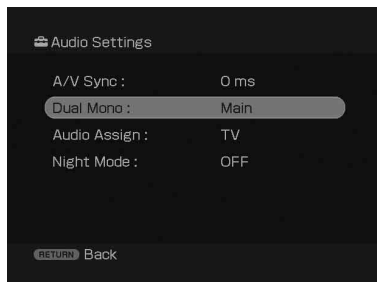 Audio Settings
A/V Sync : 0 ms
Dual Mono : Main
Audio Assign : TV
Night Mode : OFF
RETURN Back